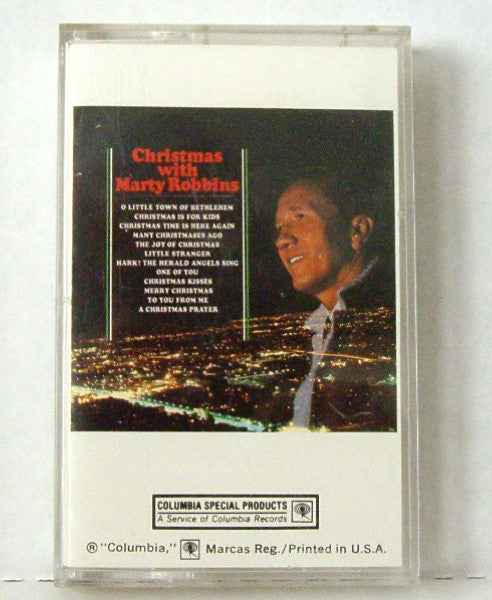 Christmas
with
Marty Robbins
O LITTLE TOWN OF BETHLEHEM
CHRISTMAS IS FOR KIDS
CHRISTMAS TIME IS HERE AGAIN
MANY CHRISTMASES AGO
THE JOY OF CHRISTMAS
LITTLE STRANGER
HARK! THE HERALD ANGELS SING
ONE OF YOU
CHRISTMAS KISSES
MERRY CHRISTMAS
TO YOU FROM ME
A CHRISTMAS PRAYER
COLUMBIA SPECIAL PRODUCTS
A Service of Columbia Records
® "Columbia," Marcas Reg./Printed in U.S.A.